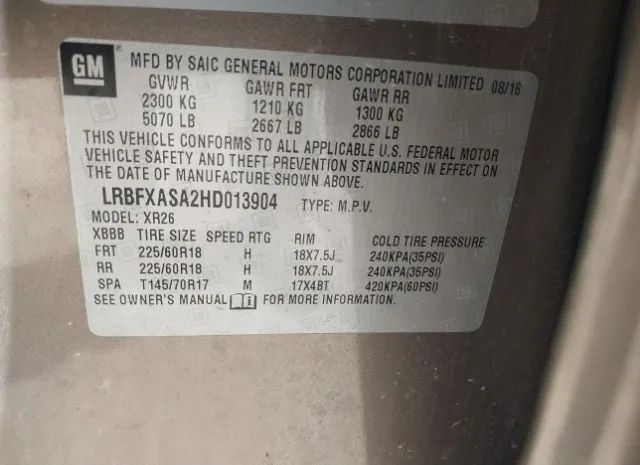 GM
MFD BY SAIC GENERAL MOTORS CORPORATION LIMITED 08/16
GVWR GAWR FRT GAWR RR
2300 KG 1210 KG 1300 KG
5070 LB 2667 LB 2866 LB
THIS VEHICLE CONFORMS TO ALL APPLICABLE U.S. FEDERAL MOTOR
VEHICLE SAFETY AND THEFT PREVENTION STANDARDS IN EFFECT ON
THE DATE OF MANUFACTURE SHOWN ABOVE.
LRBFXASA2HD013904 TYPE: M.P.V.
MODEL: XR26
XBBB TIRE SIZE SPEED RTG RIM COLD TIRE PRESSURE
FRT 225/60R18 H 18X7.5J 240KPA(35PSI)
RR 225/60R18 H 18X7.5J 240KPA(35PSI)
SPA T145/70R17 M 17X4BT 420KPA(60PSI)
SEE OWNER'S MANUAL FOR MORE INFORMATION.